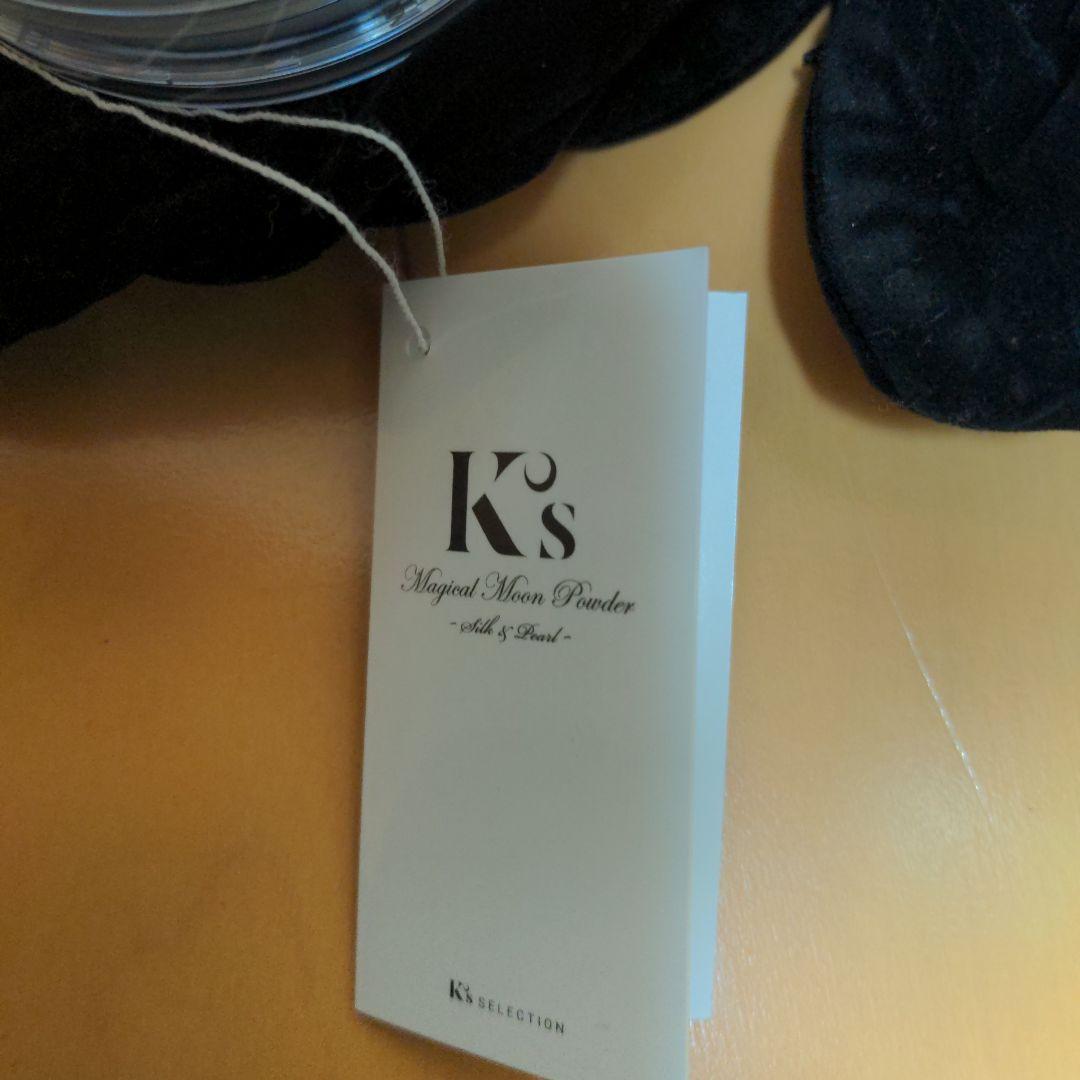 K's
Magical Moon Powder
- Silk & Pearl -
K's SELECTION